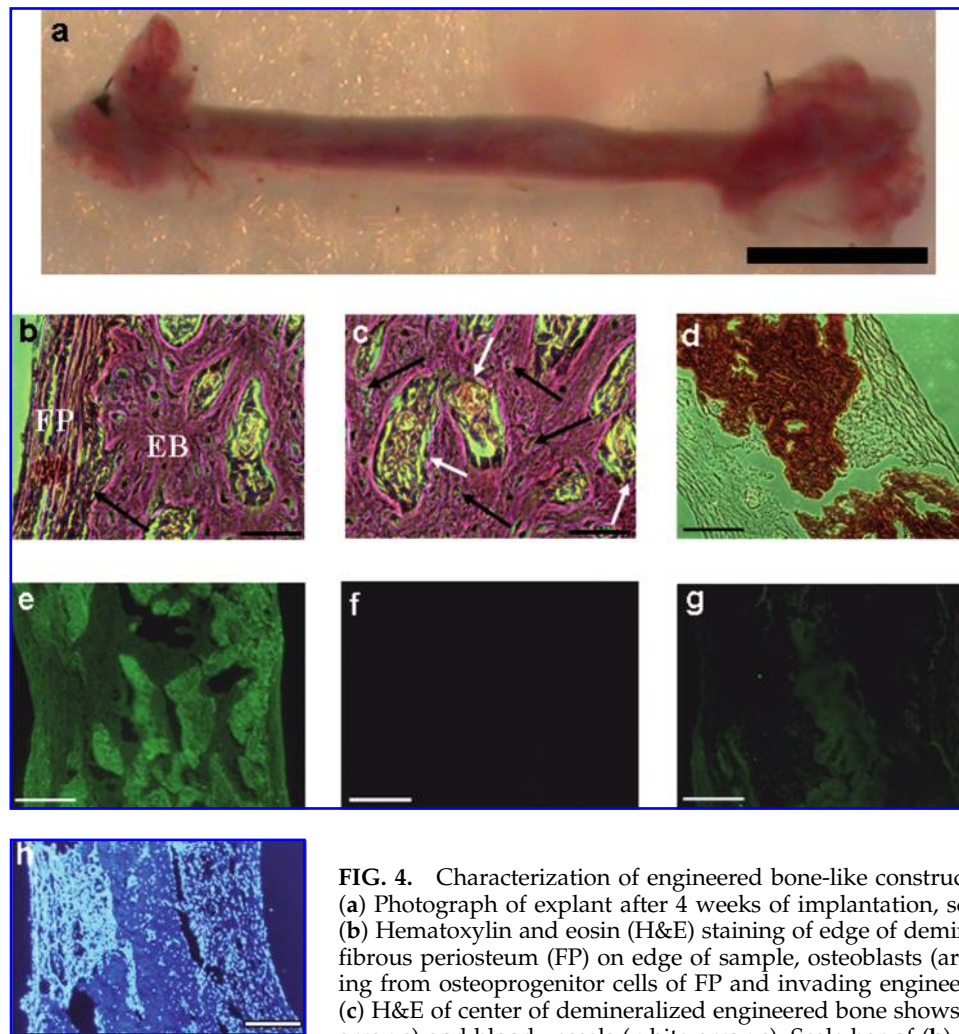 a
b
FP
EB
c
d
e
f
g
h
FIG. 4. Characterization of engineered bone-like construc
(a) Photograph of explant after 4 weeks of implantation, s
(b) Hematoxylin and eosin (H&E) staining of edge of demi
fibrous periosteum (FP) on edge of sample, osteoblasts (ar
ing from osteoprogenitor cells of FP and invading enginee
(c) H&E of center of demineralized engineered bone shows